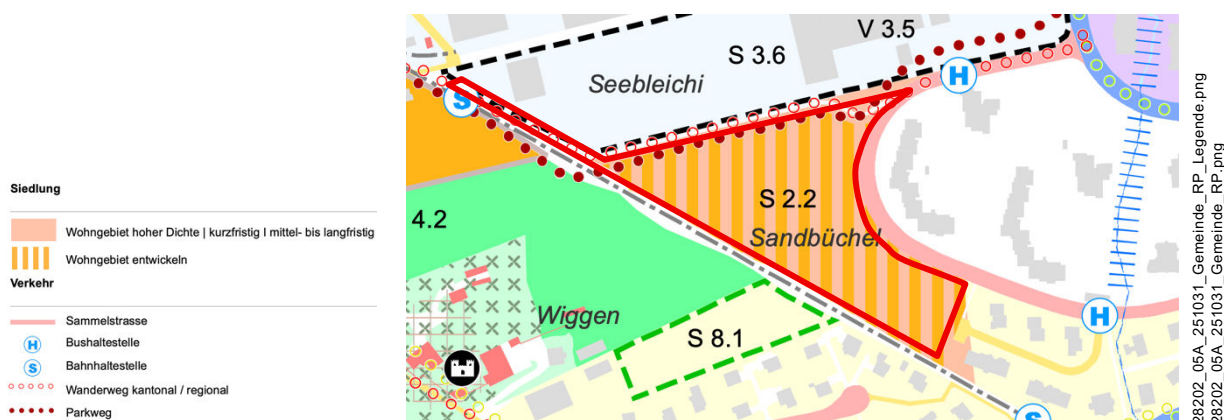 Siedlung
Wohngebiet hoher Dichte | kurzfristig I mittel- bis langfristig
Wohngebiet entwickeln
Verkehr
Sammelstrasse
H Bushaltestelle
S Bahnhaltestelle
Wanderweg kantonal / regional
Parkweg
V 3.5
S 3.6
Seebleichi
H
S
S 2.2
4.2
Sandbüchel
Wiggen
H
S 8.1
S
28202_05A_251031_Gemeinde_RP_Legende.png
28202_05A_251031_Gemeinde_RP.png